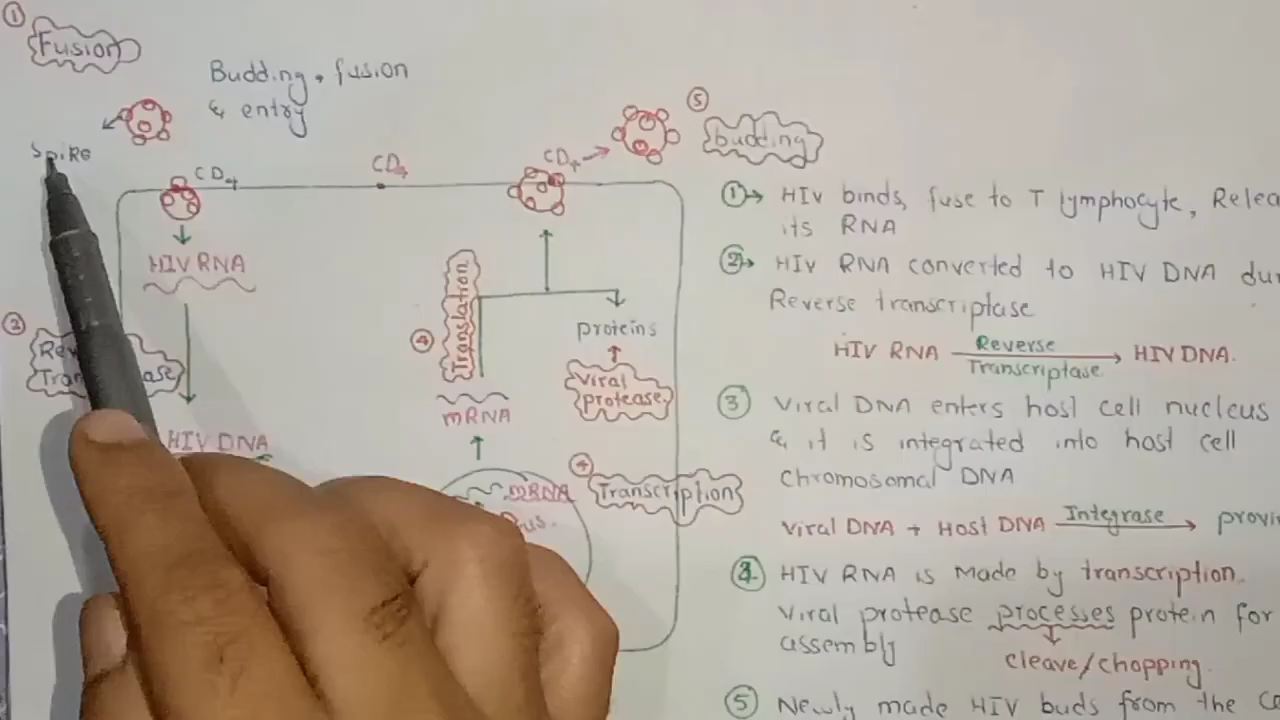 ①
Fusion
Budding, fusion
& entry
Spike
CD4
CD4
CD4
⑤
budding
HIV RNA
②
HIV DNA
④
Translation
mRNA
proteins
Viral
protease.
mRNA
④
Transcription
①→ HIV binds, fuse to T lymphocyte,
its RNA
②→ HIV RNA converted to HIV DNA
Reverse transcriptase
HIV RNA Reverse Transcriptase → HIV DNA.
③ Viral DNA enters host cell nucleus
& it is integrated into host cell
chromosomal DNA
Viral DNA + Host DNA Integrase →
④ HIV RNA is Made by transcription.
Viral protease processes protein for
assembly
cleave/chopping.
⑤ Newly made HIV buds from the